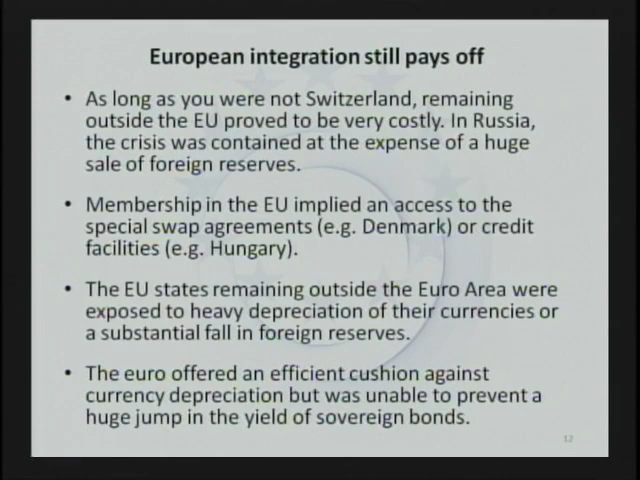 European integration still pays off
• As long as you were not Switzerland, remaining
outside the EU proved to be very costly. In Russia,
the crisis was contained at the expense of a huge
sale of foreign reserves.
• Membership in the EU implied an access to the
special swap agreements (e.g. Denmark) or credit
facilities (e.g. Hungary).
• The EU states remaining outside the Euro Area were
exposed to heavy depreciation of their currencies or
a substantial fall in foreign reserves.
• The euro offered an efficient cushion against
currency depreciation but was unable to prevent a
huge jump in the yield of sovereign bonds.
12